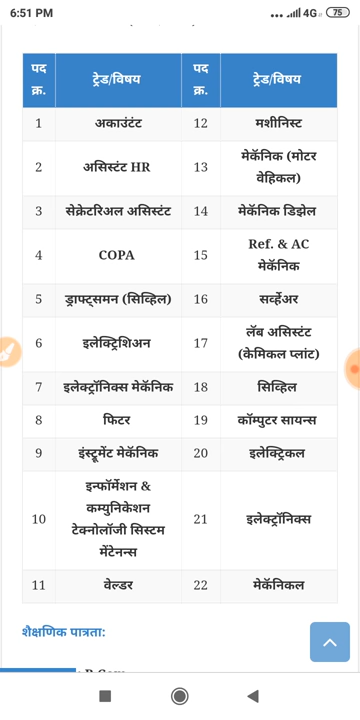 6:51 PM
4G
75
पद क्र. ट्रेड/विषय पद क्र. ट्रेड/विषय
1 अकाउंटंट 12 मशीनिस्ट
2 असिस्टंट HR 13 मेकॅनिक (मोटर वेहिकल)
3 सेक्रेटरिअल असिस्टंट 14 मेकॅनिक डिझेल
4 COPA 15 Ref. & AC मेकॅनिक
5 ड्राफ्ट्समन (सिव्हिल) 16 सर्व्हेअर
6 इलेक्ट्रिशिअन 17 लॅब असिस्टंट (केमिकल प्लांट)
7 इलेक्ट्रॉनिक्स मेकॅनिक 18 सिव्हिल
8 फिटर 19 कॉम्पुटर सायन्स
9 इंस्ट्रूमेंट मेकॅनिक 20 इलेक्ट्रिकल
10 इन्फॉर्मेशन & कम्युनिकेशन टेक्नोलॉजी सिस्टम मेंटेनन्स 21 इलेक्ट्रॉनिक्स
11 वेल्डर 22 मेकॅनिकल
शैक्षणिक पात्रता: